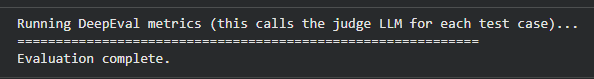 Running DeepEval metrics (this calls the judge LLM for each test case)...
============================================================
Evaluation complete.